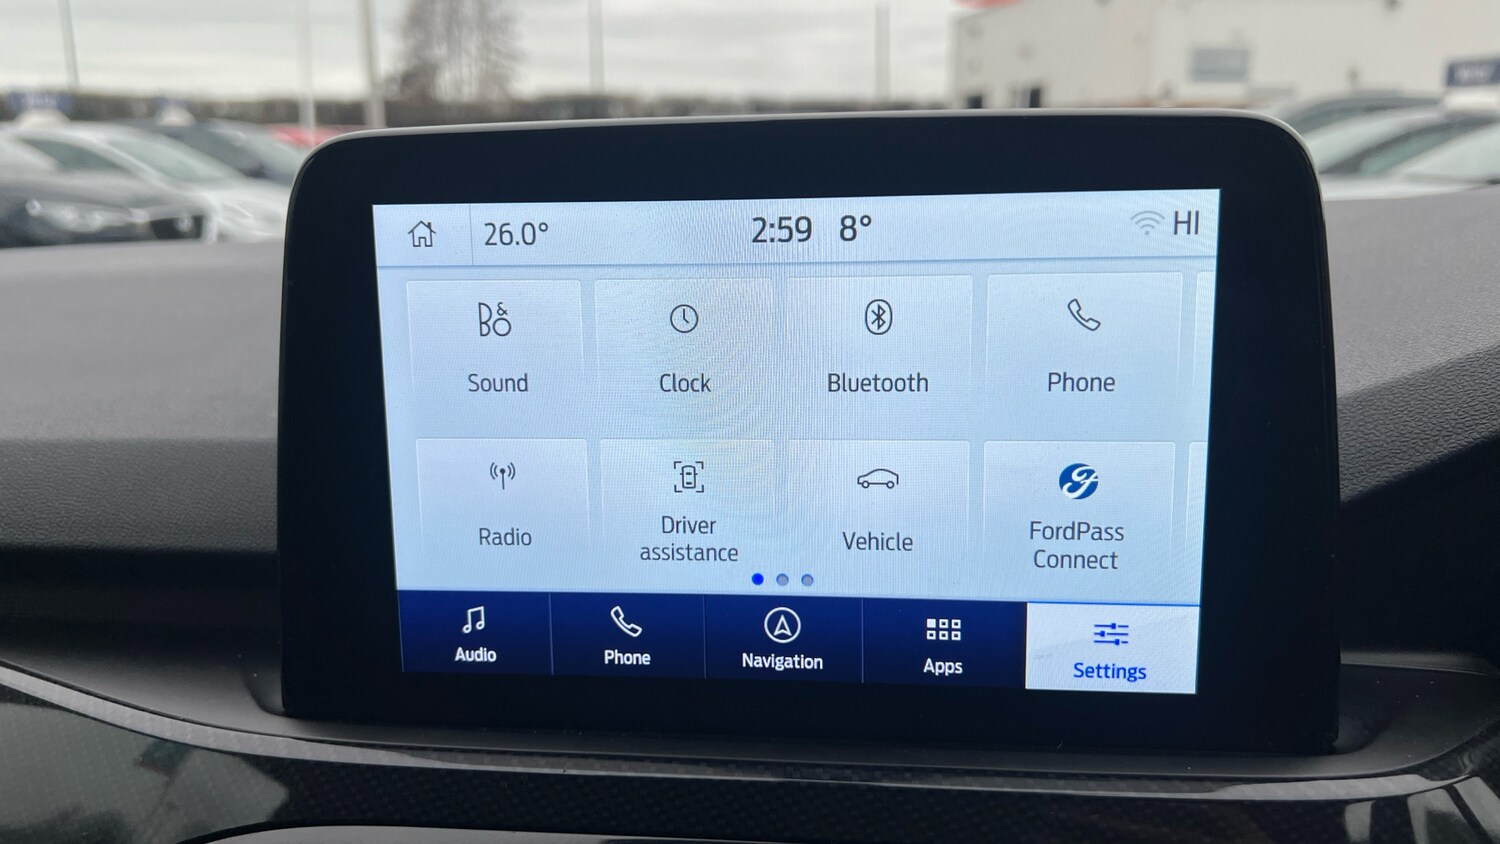 26.0° 2:59 8° HI
B&O
Sound Clock Bluetooth Phone
Radio Driver assistance Vehicle FordPass Connect
Audio Phone Navigation Apps Settings